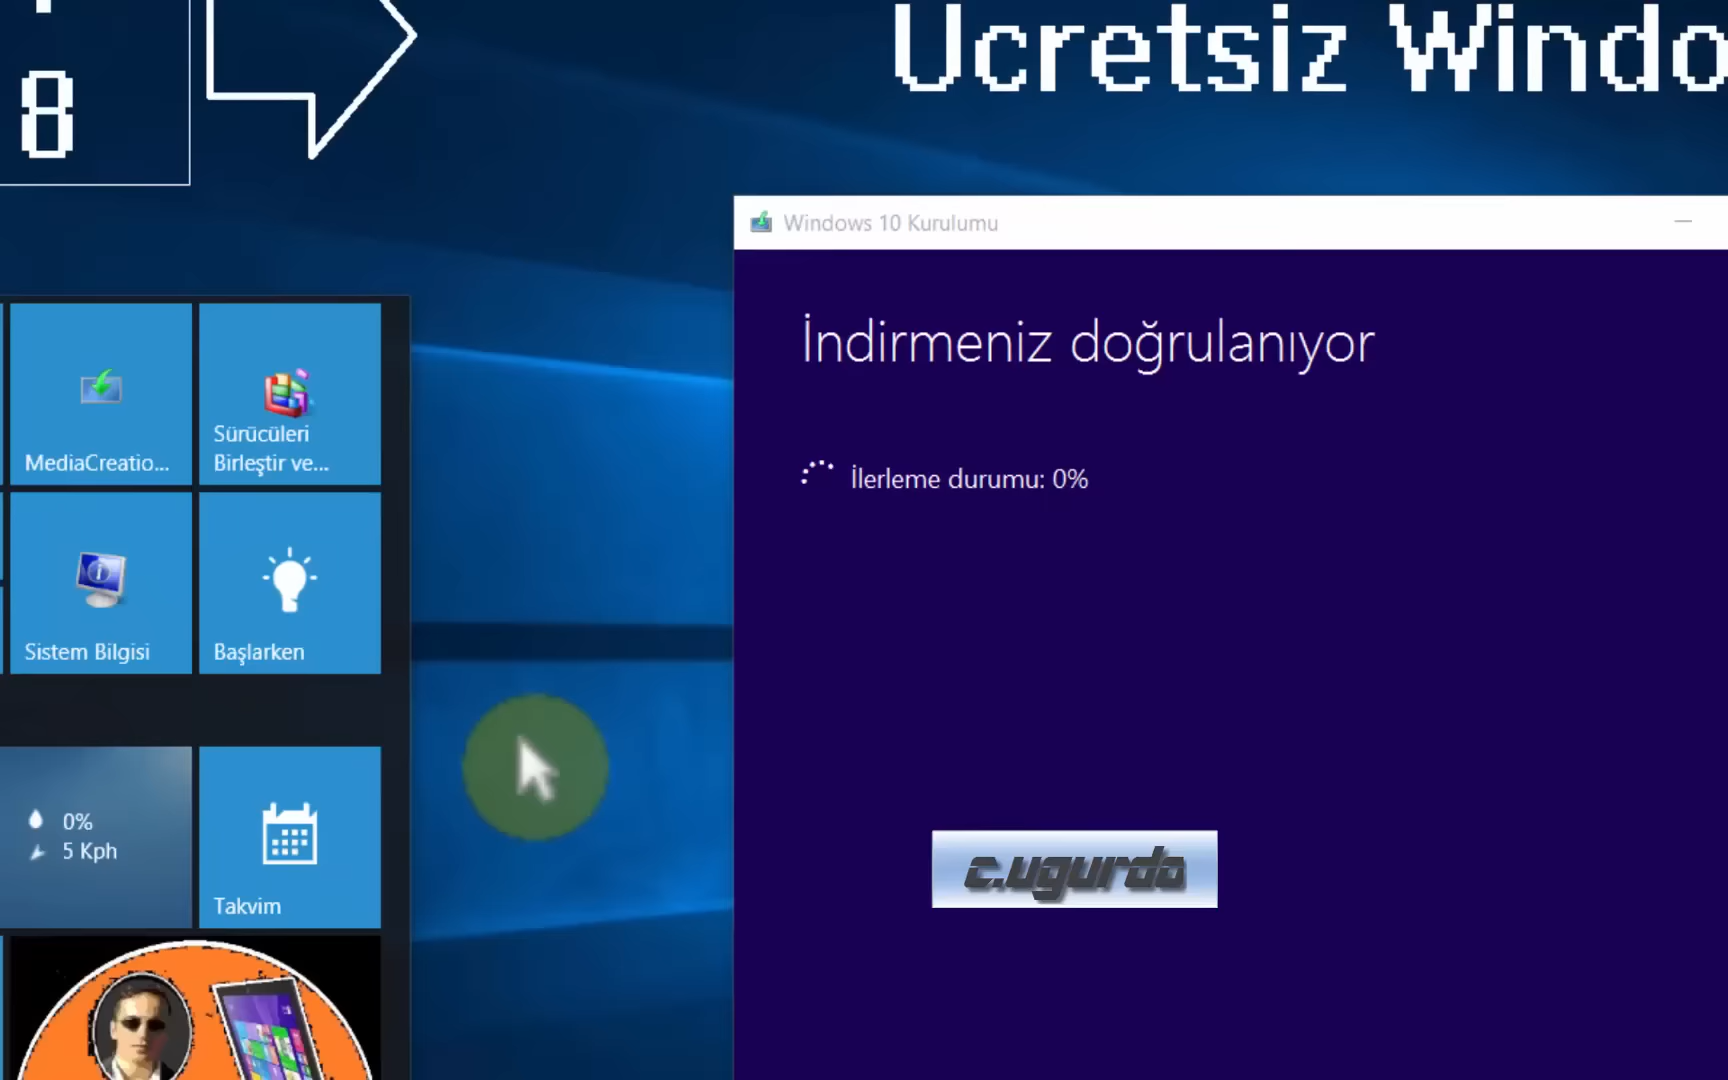 8
Ucretsiz Windo
Windows 10 Kurulumu
İndirmeniz doğrulanıyor
İlerleme durumu: 0%
MediaCreatio...
Sürücüleri
Birleştir ve...
Sistem Bilgisi
Başlarken
0%
5 Kph
Takvim
c.ugurdo